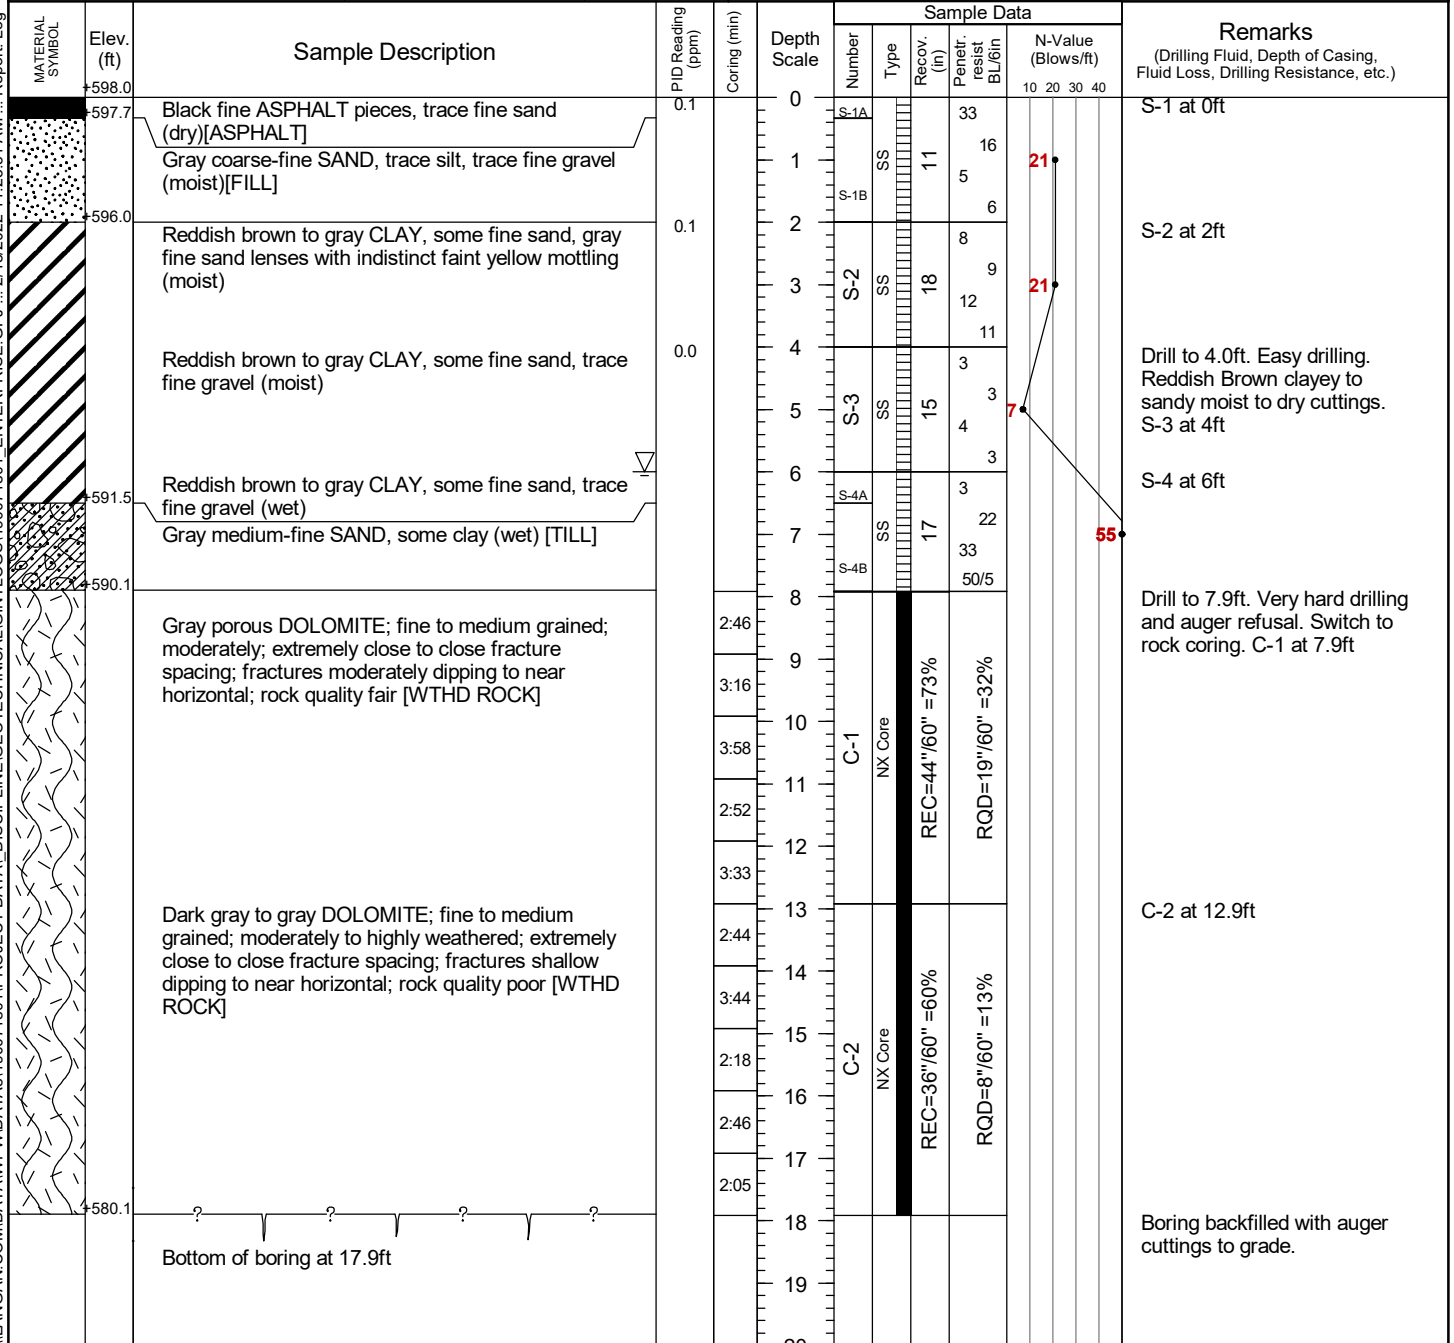 MATERIAL
SYMBOL
Elev.
(ft)
Sample Description
PID Reading
(ppm)
Coring (min)
Depth
Scale
Sample Data
Number
Type
Recov.
(in)
Penetr.
resist
BL/6in
N-Value
(Blows/ft)
10 20 30 40
Remarks
(Drilling Fluid, Depth of Casing,
Fluid Loss, Drilling Resistance, etc.)
+598.0
+597.7
Black fine ASPHALT pieces, trace fine sand
(dry)[ASPHALT]
0.1
0
S-1A
33
S-1 at 0ft
Gray coarse-fine SAND, trace silt, trace fine gravel
(moist)[FILL]
1
S-1B
SS
11
16
5
6
21
+596.0
Reddish brown to gray CLAY, some fine sand, gray
fine sand lenses with indistinct faint yellow mottling
(moist)
0.1
2
3
S-2
SS
18
8
9
12
11
21
S-2 at 2ft
Reddish brown to gray CLAY, some fine sand, trace
fine gravel (moist)
0.0
4
5
S-3
SS
15
3
3
4
3
7
Drill to 4.0ft. Easy drilling.
Reddish Brown clayey to
sandy moist to dry cuttings.
S-3 at 4ft
Reddish brown to gray CLAY, some fine sand, trace
fine gravel (wet)
+591.5
Gray medium-fine SAND, some clay (wet) [TILL]
6
7
S-4A
S-4B
SS
17
3
22
33
50/5
55
S-4 at 6ft
+590.1
Gray porous DOLOMITE; fine to medium grained;
moderately; extremely close to close fracture
spacing; fractures moderately dipping to near
horizontal; rock quality fair [WTHD ROCK]
2:46
3:16
3:58
2:52
3:33
8
9
10
11
12
C-1
NX Core
REC=44"/60" =73%
RQD=19"/60" =32%
Drill to 7.9ft. Very hard drilling
and auger refusal. Switch to
rock coring. C-1 at 7.9ft
Dark gray to gray DOLOMITE; fine to medium
grained; moderately to highly weathered; extremely
close to close fracture spacing; fractures shallow
dipping to near horizontal; rock quality poor [WTHD
ROCK]
2:44
3:44
2:18
2:46
2:05
13
14
15
16
17
C-2
NX Core
REC=36"/60" =60%
RQD=8"/60" =13%
C-2 at 12.9ft
+580.1
? ? ? ?
Bottom of boring at 17.9ft
18
19
Boring backfilled with auger
cuttings to grade.